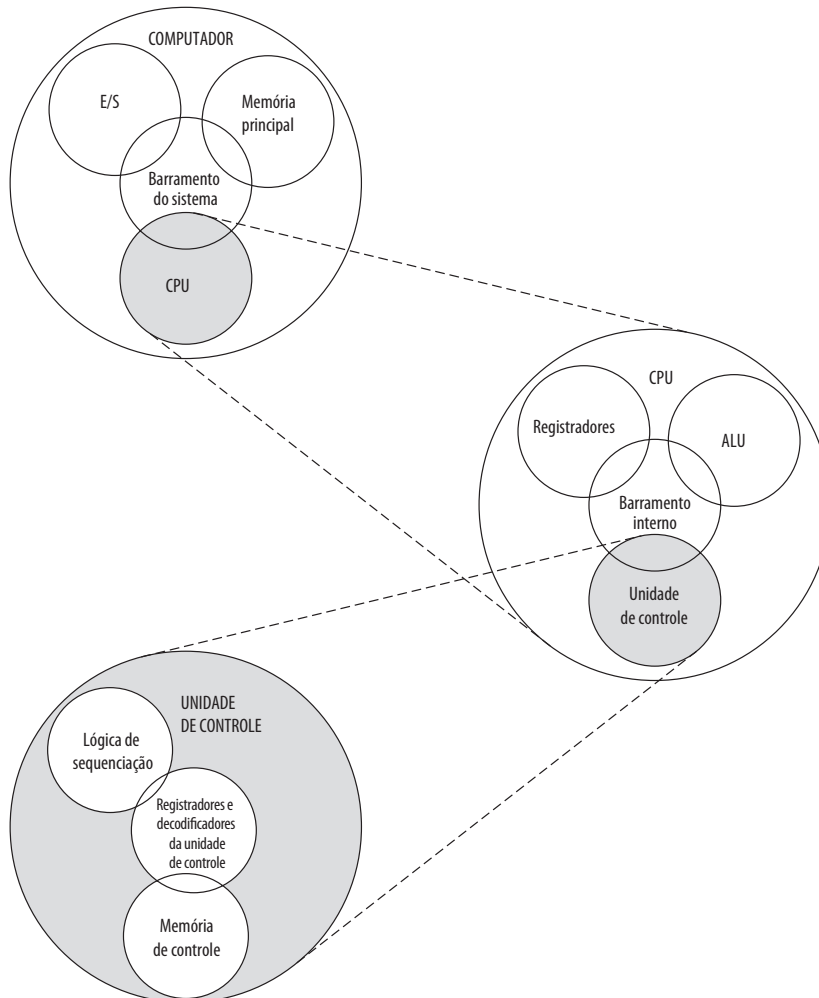 COMPUTADOR
E/S
Memória
principal
Barramento
do sistema
CPU
CPU
Registradores
ALU
Barramento
interno
Unidade
de controle
UNIDADE
DE CONTROLE
Lógica de
sequenciação
Registradores e
decodificadores
da unidade
de controle
Memória
de controle